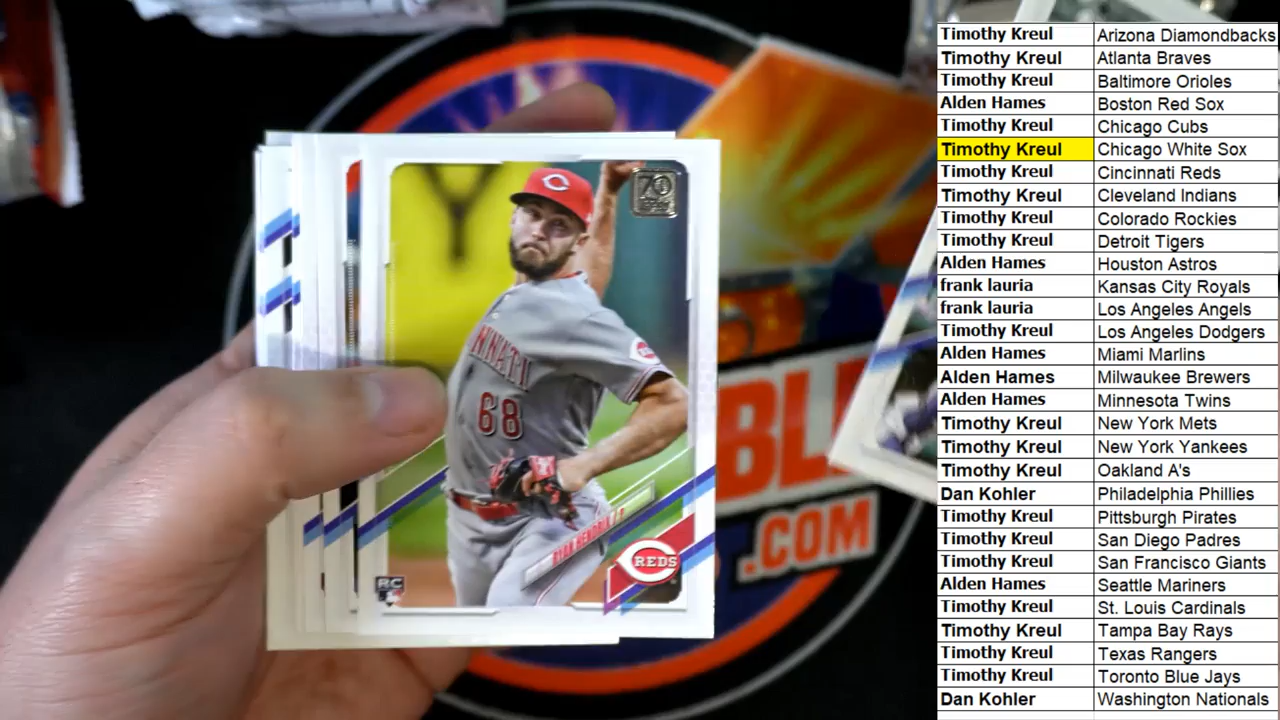 Timothy Kreul Arizona Diamondbacks
Timothy Kreul Atlanta Braves
Timothy Kreul Baltimore Orioles
Alden Hames Boston Red Sox
Timothy Kreul Chicago Cubs
Timothy Kreul Chicago White Sox
Timothy Kreul Cincinnati Reds
Timothy Kreul Cleveland Indians
Timothy Kreul Colorado Rockies
Timothy Kreul Detroit Tigers
Alden Hames Houston Astros
frank lauria Kansas City Royals
frank lauria Los Angeles Angels
Timothy Kreul Los Angeles Dodgers
Alden Hames Miami Marlins
Alden Hames Milwaukee Brewers
Alden Hames Minnesota Twins
Timothy Kreul New York Mets
Timothy Kreul New York Yankees
Timothy Kreul Oakland A's
Dan Kohler Philadelphia Phillies
Timothy Kreul Pittsburgh Pirates
Timothy Kreul San Diego Padres
Timothy Kreul San Francisco Giants
Alden Hames Seattle Mariners
Timothy Kreul St. Louis Cardinals
Timothy Kreul Tampa Bay Rays
Timothy Kreul Texas Rangers
Timothy Kreul Toronto Blue Jays
Dan Kohler Washington Nationals
Y
70
C
68
REDS
RC
.COM